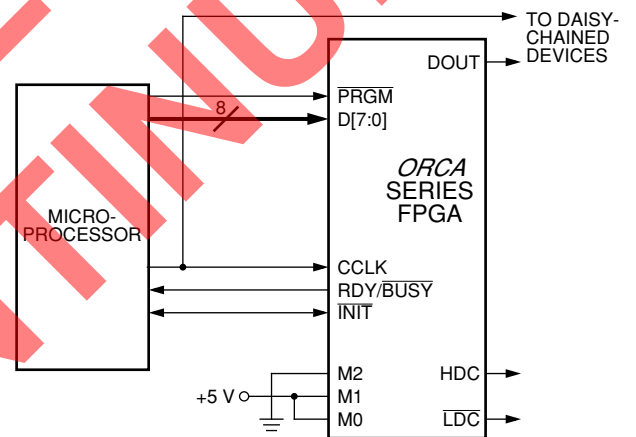 TO DAISY-
CHAINED
DEVICES
DOUT
PRGM
D[7:0]
8
ORCA
SERIES
FPGA
MICRO-
PROCESSOR
CCLK
RDY/BUSY
INIT
M2
HDC
+5 V
M1
M0
LDC